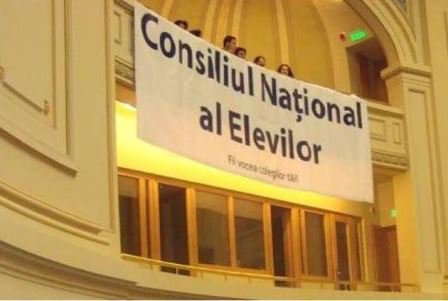 Consiliul Național
al Elevilor
Fii vocea colegilor tăi!